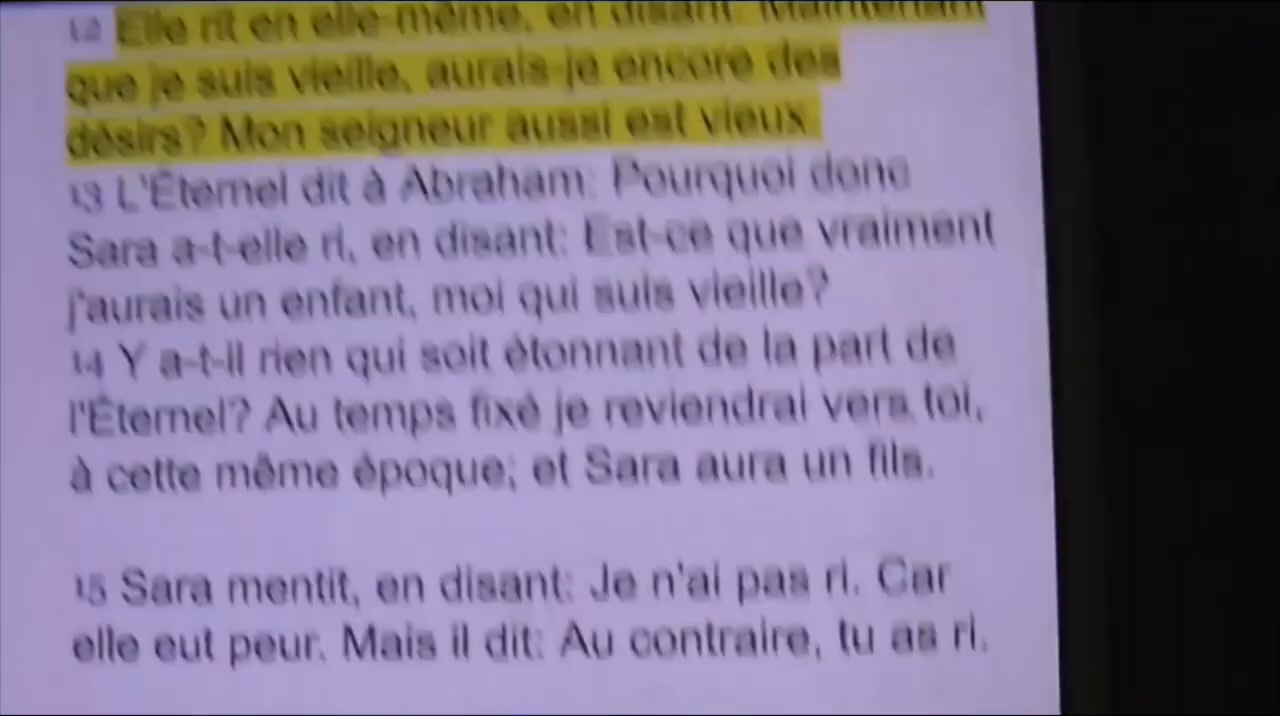 12 Elle rit en elle-même, en disant: Maintenant
que je suis vieille, aurais-je encore des
désirs? Mon seigneur aussi est vieux.
13 L'Éternel dit à Abraham: Pourquoi donc
Sara a-t-elle ri, en disant: Est-ce que vraiment
j'aurais un enfant, moi qui suis vieille?
14 Y a-t-il rien qui soit étonnant de la part de
l'Éternel? Au temps fixé je reviendrai vers toi,
à cette même époque; et Sara aura un fils.
15 Sara mentit, en disant: Je n'ai pas ri. Car
elle eut peur. Mais il dit: Au contraire, tu as ri.